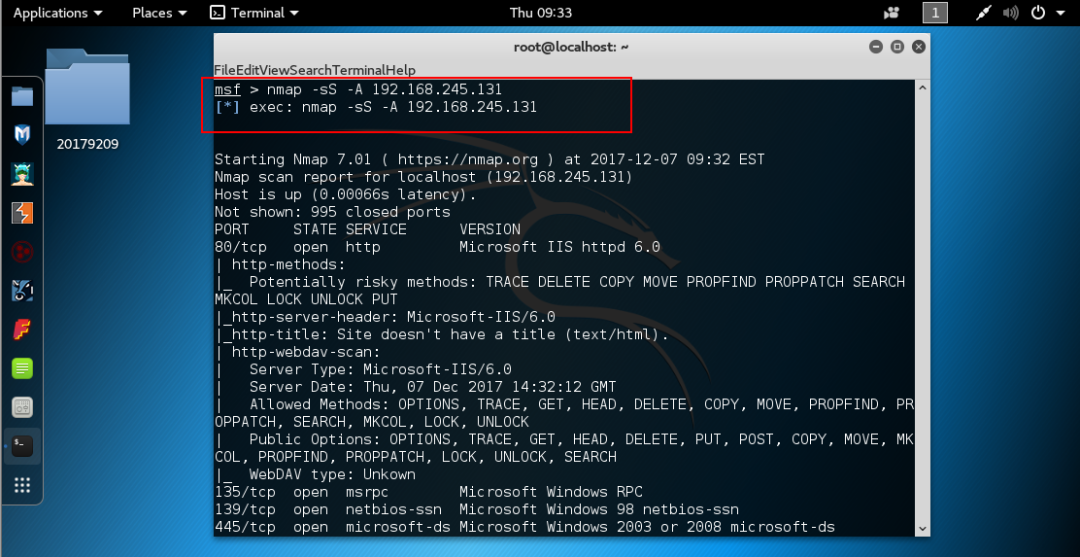 Applications Places Terminal Thu 09:33 1
20179209
root@localhost: ~
FileEditViewSearchTerminalHelp
msf > nmap -sS -A 192.168.245.131
[*] exec: nmap -sS -A 192.168.245.131
Starting Nmap 7.01 ( https://nmap.org ) at 2017-12-07 09:32 EST
Nmap scan report for localhost (192.168.245.131)
Host is up (0.00066s latency).
Not shown: 995 closed ports
PORT STATE SERVICE VERSION
80/tcp open http Microsoft IIS httpd 6.0
| http-methods:
|_ Potentially risky methods: TRACE DELETE COPY MOVE PROPFIND PROPPATCH SEARCH
MKCOL LOCK UNLOCK PUT
|_http-server-header: Microsoft-IIS/6.0
|_http-title: Site doesn't have a title (text/html).
| http-webdav-scan:
| Server Type: Microsoft-IIS/6.0
| Server Date: Thu, 07 Dec 2017 14:32:12 GMT
| Allowed Methods: OPTIONS, TRACE, GET, HEAD, DELETE, COPY, MOVE, PROPFIND, PR
OPPATCH, SEARCH, MKCOL, LOCK, UNLOCK
| Public Options: OPTIONS, TRACE, GET, HEAD, DELETE, PUT, POST, COPY, MOVE, MK
COL, PROPFIND, PROPPATCH, LOCK, UNLOCK, SEARCH
|_ WebDAV type: Unkown
135/tcp open msrpc Microsoft Windows RPC
139/tcp open netbios-ssn Microsoft Windows 98 netbios-ssn
445/tcp open microsoft-ds Microsoft Windows 2003 or 2008 microsoft-ds